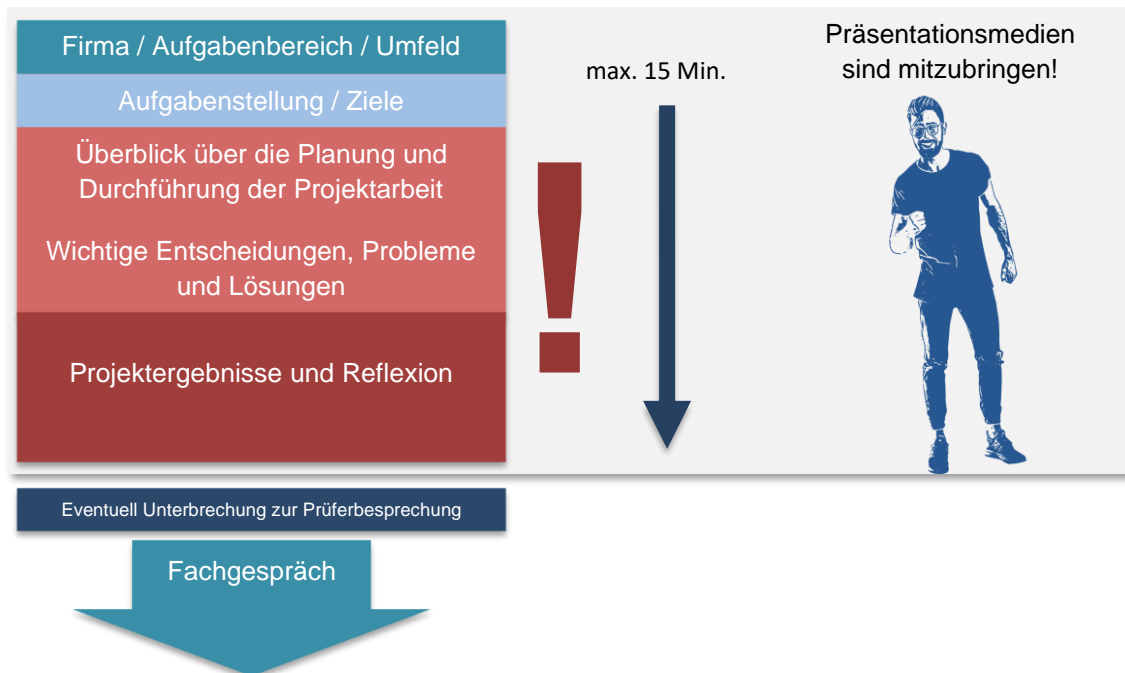 Firma / Aufgabenbereich / Umfeld
Aufgabenstellung / Ziele
Überblick über die Planung und
Durchführung der Projektarbeit
Wichtige Entscheidungen, Probleme
und Lösungen
Projektergebnisse und Reflexion
!
max. 15 Min.
Präsentationsmedien
sind mitzubringen!
Eventuell Unterbrechung zur Prüferbesprechung
Fachgespräch